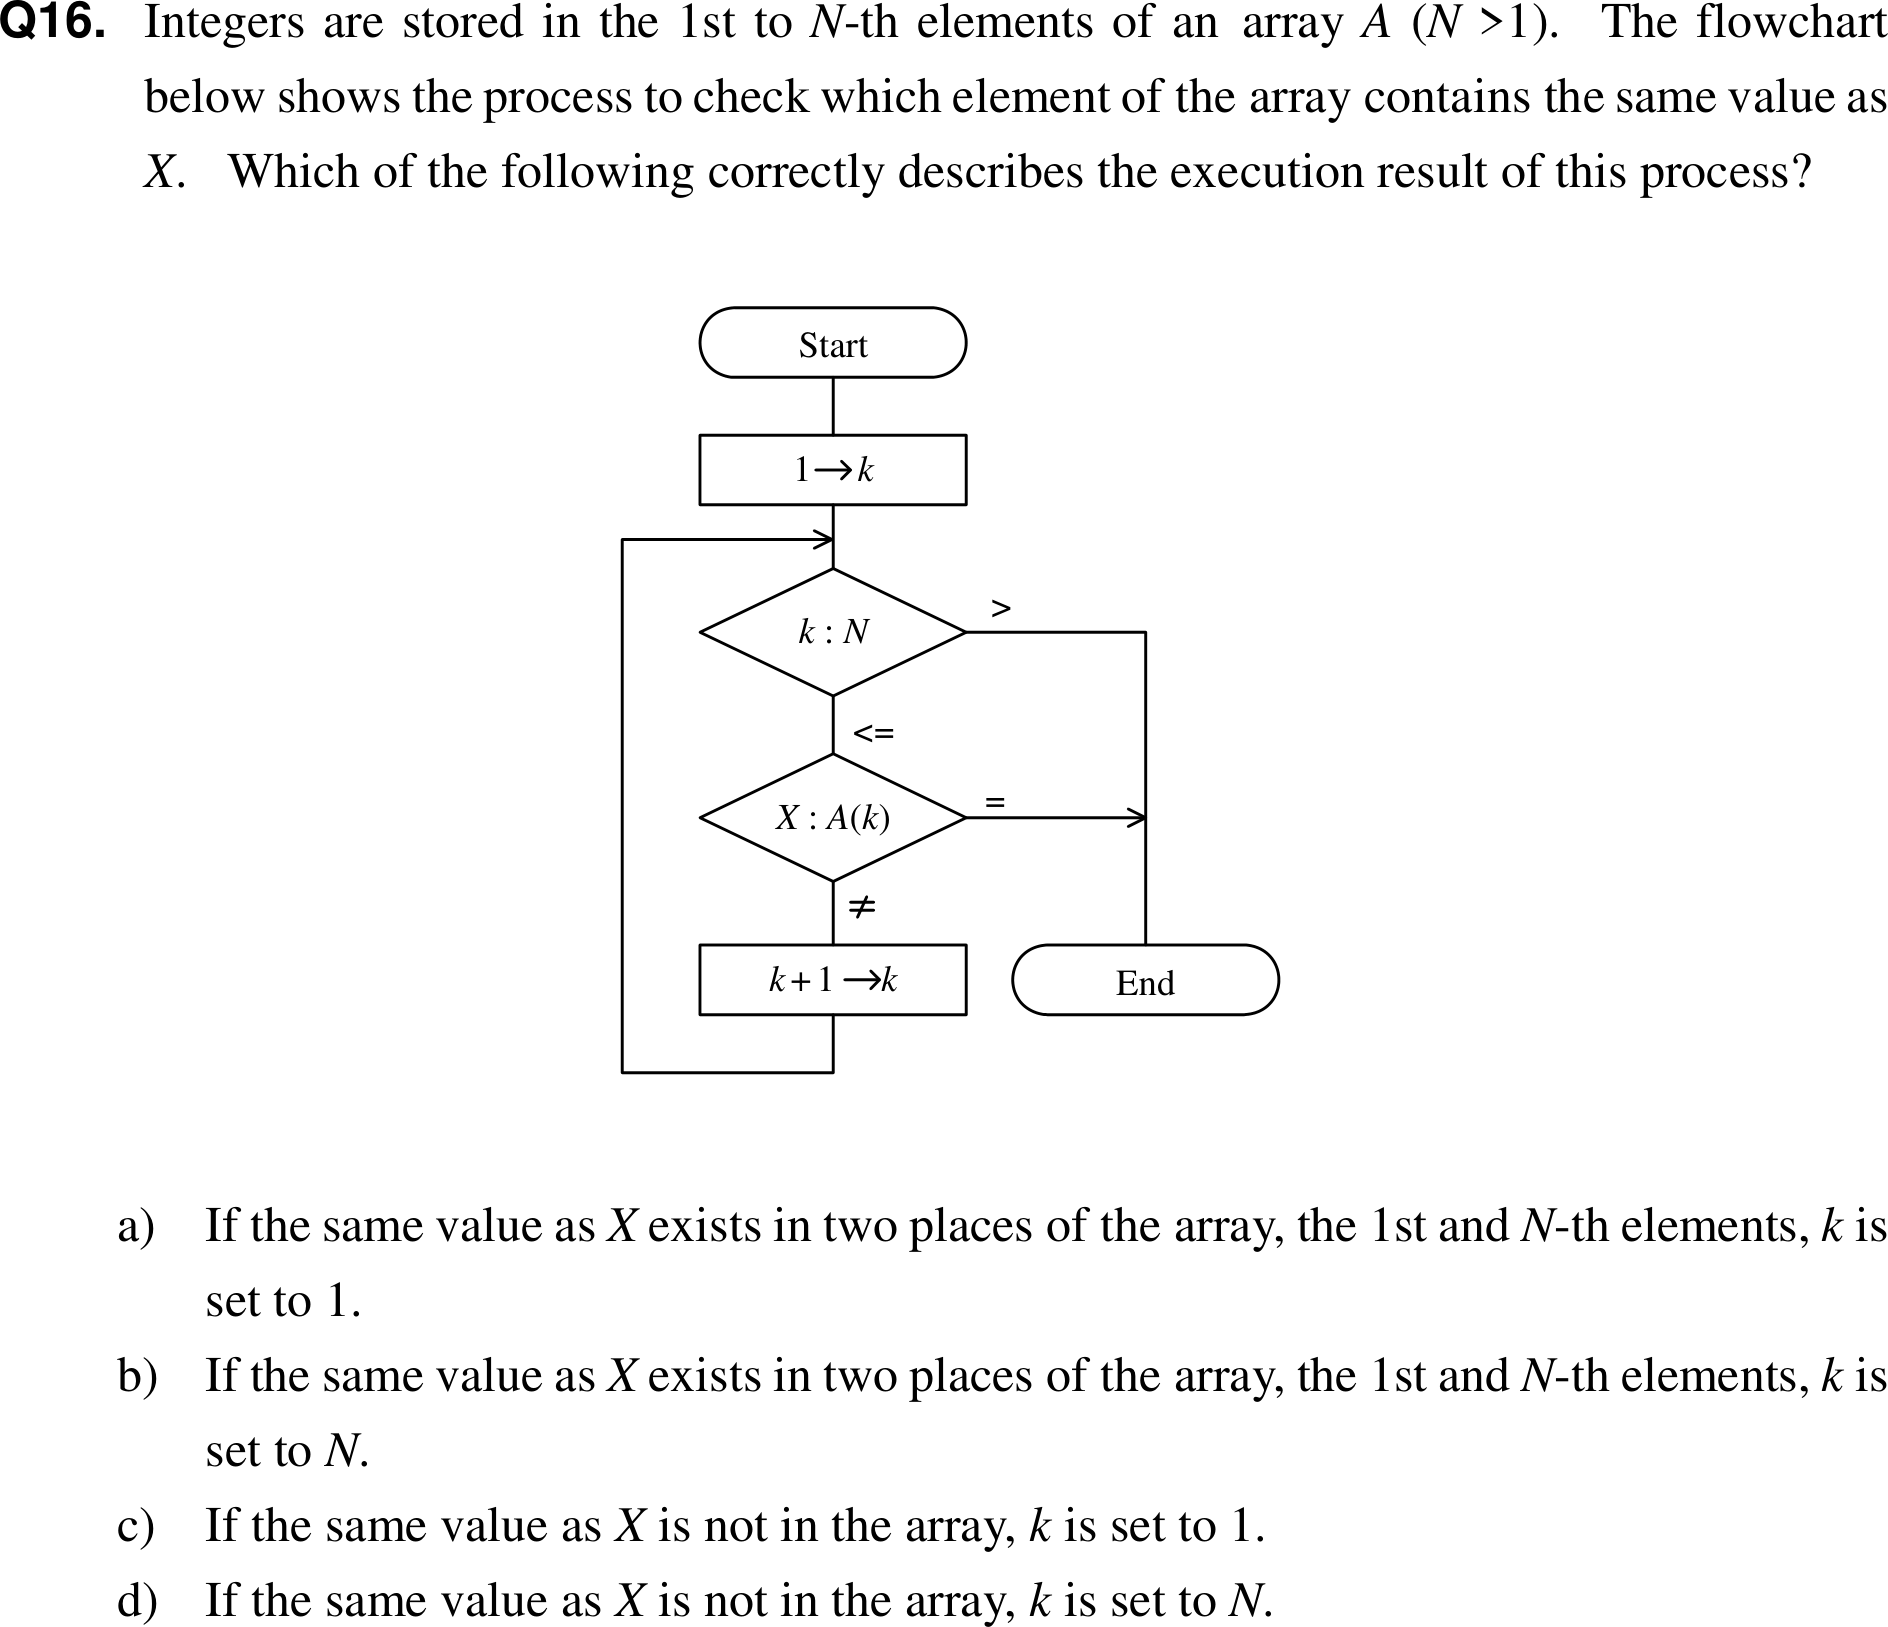 Q16. Integers are stored in the 1st to N-th elements of an array A (N >1). The flowchart
below shows the process to check which element of the array contains the same value as
X. Which of the following correctly describes the execution result of this process?
Start
1→k
k : N
>
<=
X : A(k)
=
≠
k+1→k
End
a) If the same value as X exists in two places of the array, the 1st and N-th elements, k is
set to 1.
b) If the same value as X exists in two places of the array, the 1st and N-th elements, k is
set to N.
c) If the same value as X is not in the array, k is set to 1.
d) If the same value as X is not in the array, k is set to N.